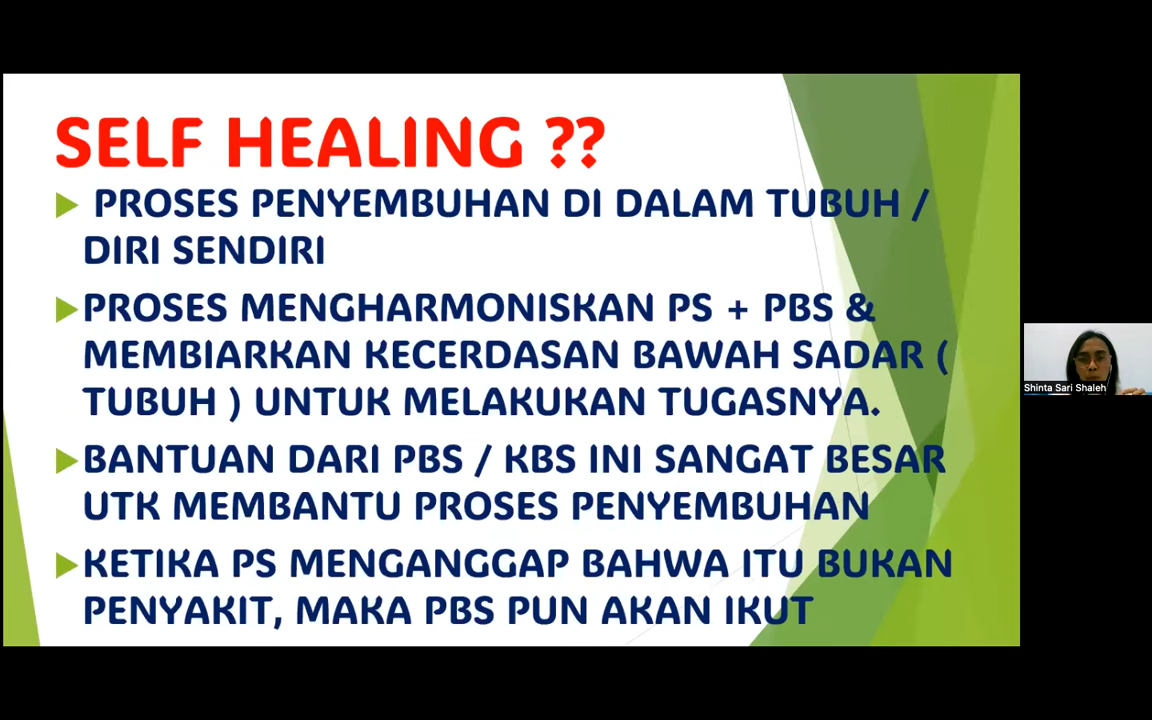 SELF HEALING ??
PROSES PENYEMBUHAN DI DALAM TUBUH /
DIRI SENDIRI
PROSES MENGHARMONISKAN PS + PBS &
MEMBIARKAN KECERDASAN BAWAH SADAR (
TUBUH ) UNTUK MELAKUKAN TUGASNYA.
BANTUAN DARI PBS / KBS INI SANGAT BESAR
UTK MEMBANTU PROSES PENYEMBUHAN
KETIKA PS MENGANGGAP BAHWA ITU BUKAN
PENYAKIT, MAKA PBS PUN AKAN IKUT
Shinta Sari Shaleh